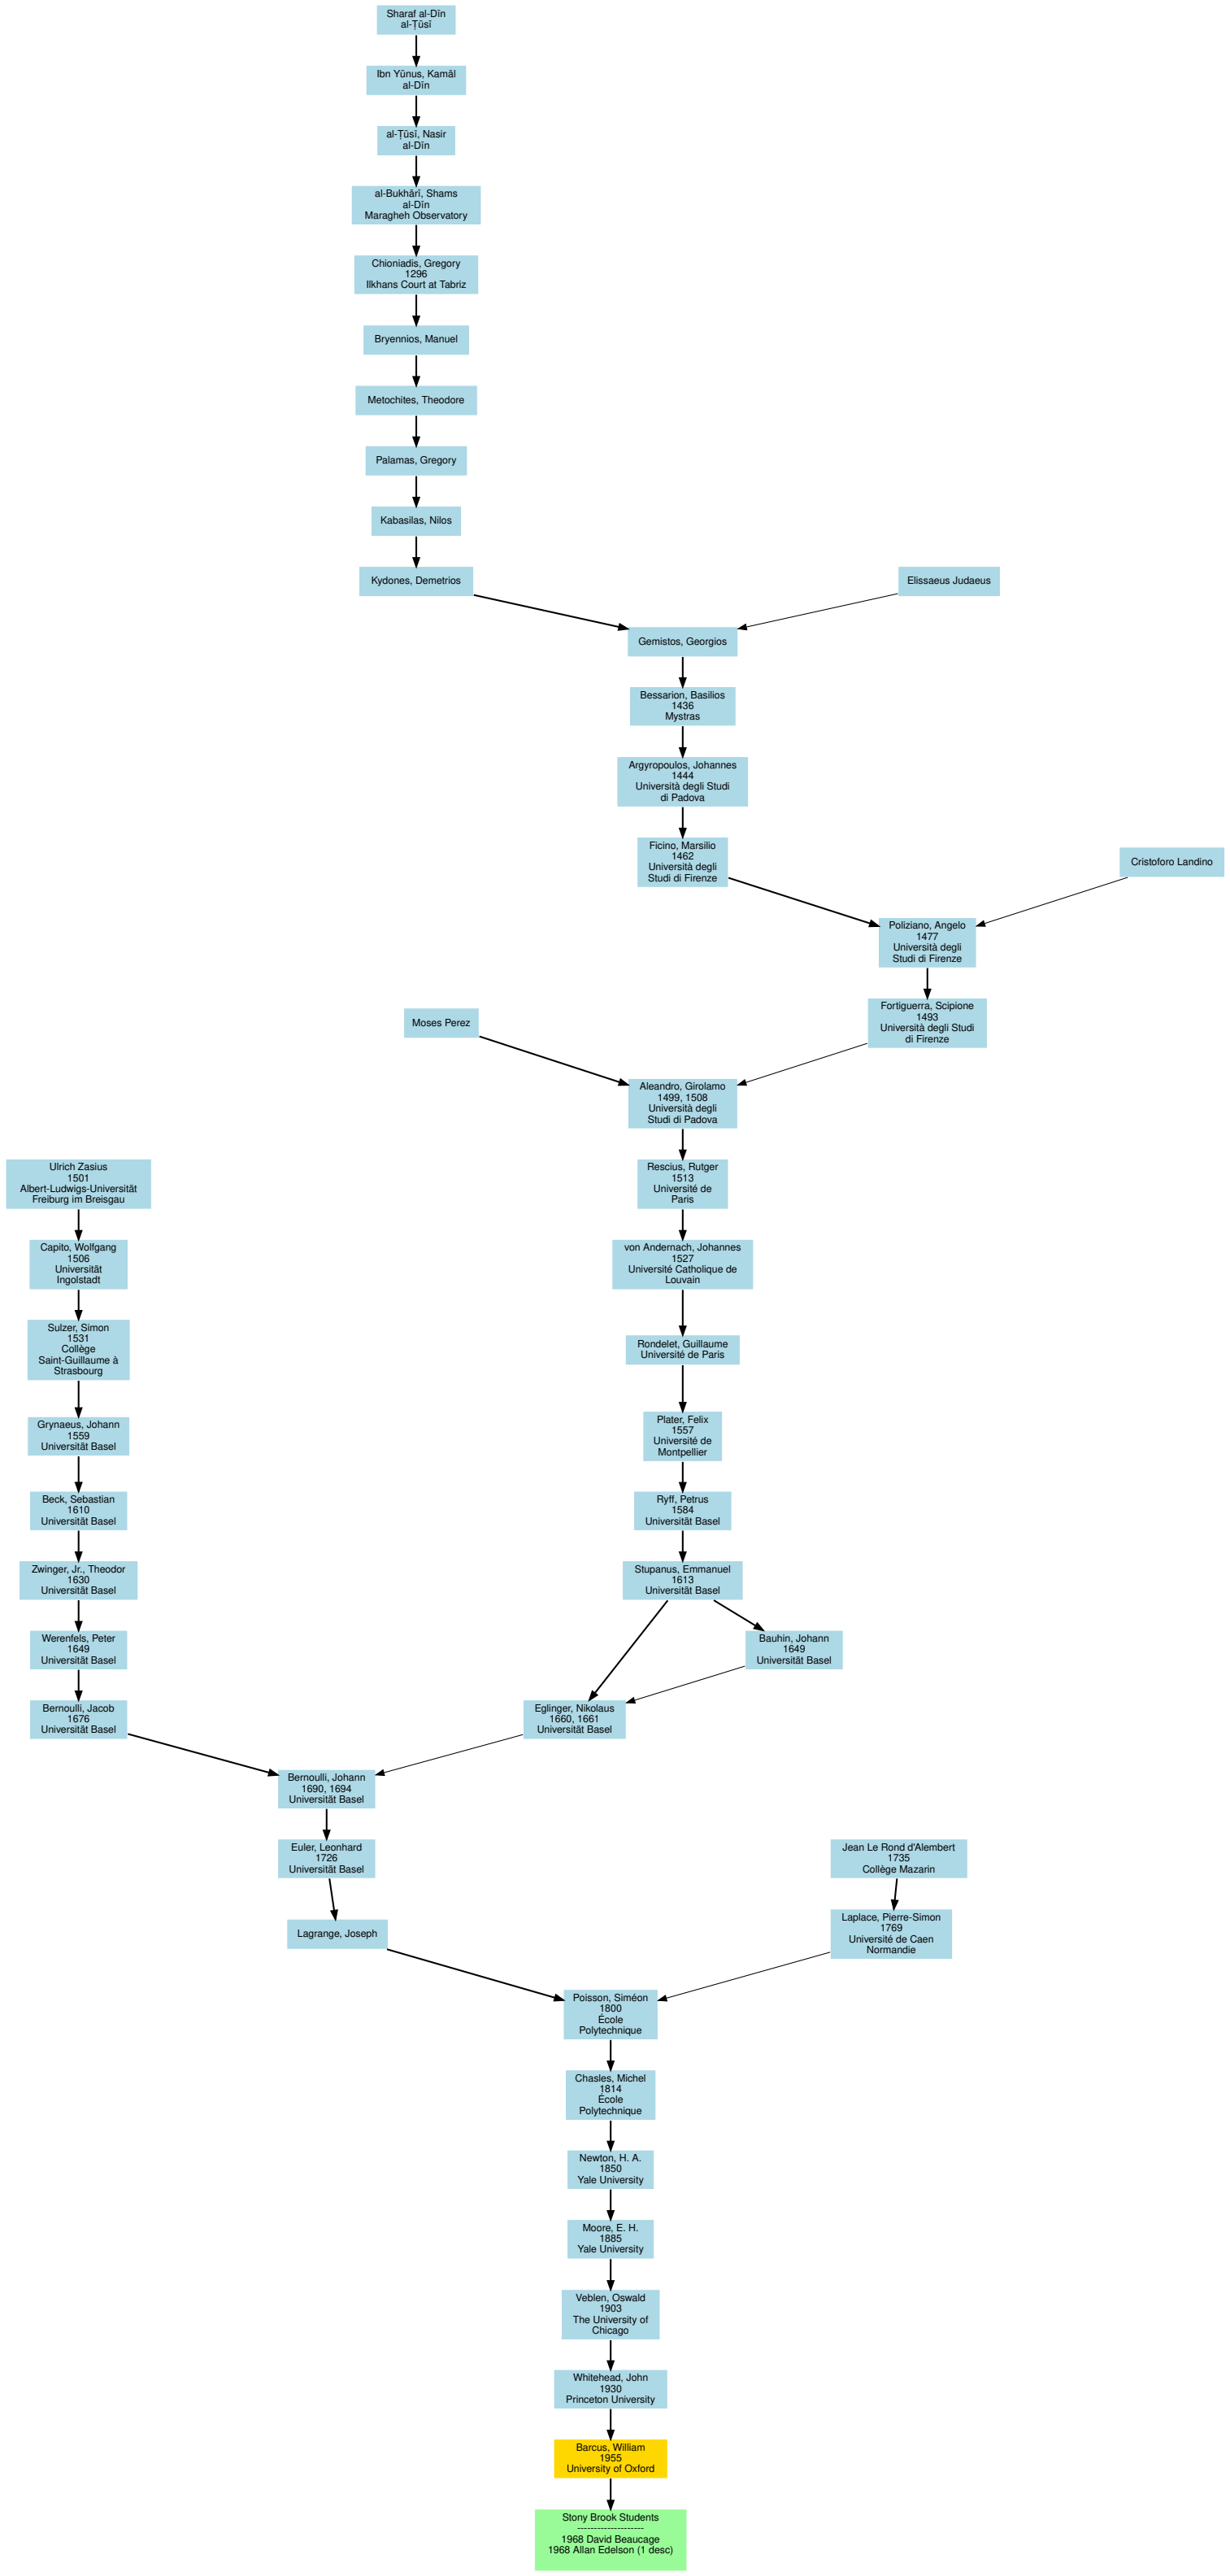 Sharaf al-Dīn
al-Ṭūsī
Ibn Yūnus, Kamāl
al-Dīn
al-Ṭūsī, Nasir
al-Dīn
al-Bukhārī, Shams
al-Dīn
Maragheh Observatory
Chioniadis, Gregory
1296
Ilkhans Court at Tabriz
Bryennios, Manuel
Metochites, Theodore
Palamas, Gregory
Kabasilas, Nilos
Kydones, Demetrios
Elissaeus Judaeus
Gemistos, Georgios
Bessarion, Basilios
1436
Mystras
Argyropoulos, Johannes
1444
Università degli Studi
di Padova
Ficino, Marsilio
1462
Università degli
Studi di Firenze
Cristoforo Landino
Poliziano, Angelo
1477
Università degli
Studi di Firenze
Fortiguerra, Scipione
1493
Università degli Studi
di Firenze
Moses Perez
Aleandro, Girolamo
1499, 1508
Università degli
Studi di Padova
Ulrich Zasius
1501
Albert-Ludwigs-Universität
Freiburg im Breisgau
Rescius, Rutger
1513
Université de
Paris
Capito, Wolfgang
1506
Universität
Ingolstadt
von Andernach, Johannes
1527
Université Catholique de
Louvain
Sulzer, Simon
1531
Collège
Saint-Guillaume à
Strasbourg
Rondelet, Guillaume
Université de Paris
Grynaeus, Johann
1559
Universität Basel
Plater, Felix
1557
Université de
Montpellier
Beck, Sebastian
1610
Universität Basel
Ryff, Petrus
1584
Universität Basel
Zwinger, Jr., Theodor
1630
Universität Basel
Stupanus, Emmanuel
1613
Universität Basel
Werenfels, Peter
1649
Universität Basel
Bauhin, Johann
1649
Universität Basel
Bernoulli, Jacob
1676
Universität Basel
Eglinger, Nikolaus
1660, 1661
Universität Basel
Bernoulli, Johann
1690, 1694
Universität Basel
Euler, Leonhard
1726
Universität Basel
Jean Le Rond d'Alembert
1735
Collège Mazarin
Lagrange, Joseph
Laplace, Pierre-Simon
1769
Université de Caen
Normandie
Poisson, Siméon
1800
École
Polytechnique
Chasles, Michel
1814
École
Polytechnique
Newton, H. A.
1850
Yale University
Moore, E. H.
1885
Yale University
Veblen, Oswald
1903
The University of
Chicago
Whitehead, John
1930
Princeton University
Barcus, William
1955
University of Oxford
Stony Brook Students
--------------------
1968 David Beaucage
1968 Allan Edelson (1 desc)